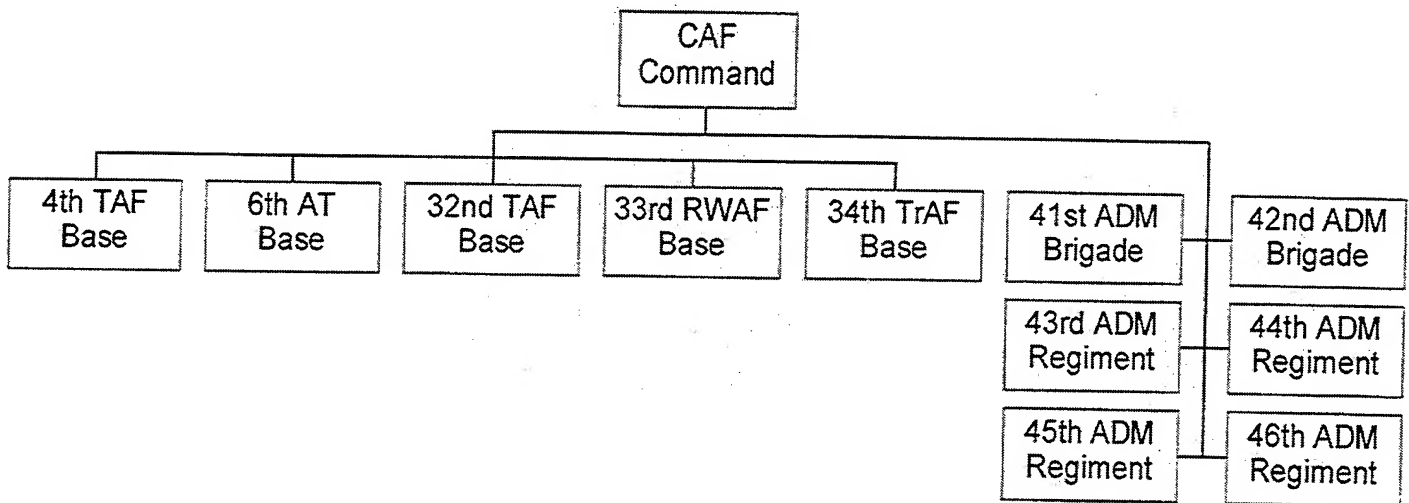 CAF
Command
4th TAF
Base
6th AT
Base
32nd TAF
Base
33rd RWAF
Base
34th TrAF
Base
41st ADM
Brigade
42nd ADM
Brigade
43rd ADM
Regiment
44th ADM
Regiment
45th ADM
Regiment
46th ADM
Regiment